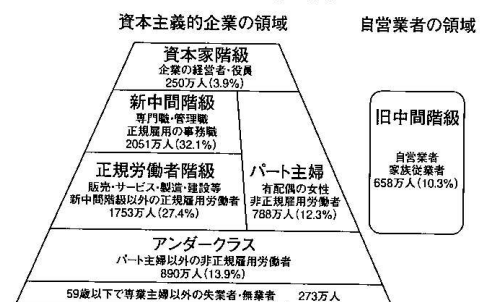 資本主義的企業の領域
自営業者の領域
資本家階級
企業の経営者・役員
250万人(3.9%)
新中間階級
専門職・管理職
正規雇用の事務職
2051万人(32.1%)
正規労働者階級
販売・サービス・製造・建設等
新中間階級以外の正規雇用労働者
1753万人(27.4%)
パート主婦
有配偶の女性
非正規雇用労働者
788万人(12.3%)
旧中間階級
自営業者
家族従業者
658万人(10.3%)
アンダークラス
パート主婦以外の非正規雇用労働者
890万人(13.9%)
59歳以下で専業主婦以外の失業者・無業者 273万人